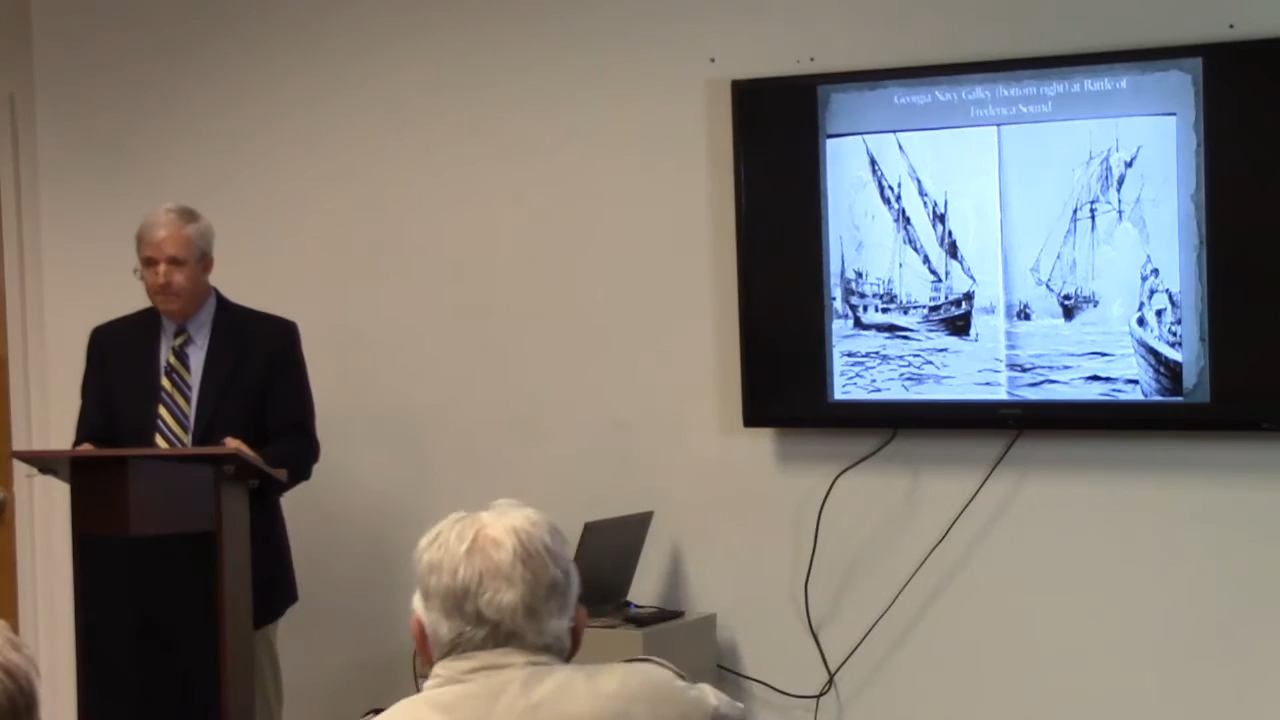 Georgia Navy Galley (bottom right) at Battle of
Frederica Sound